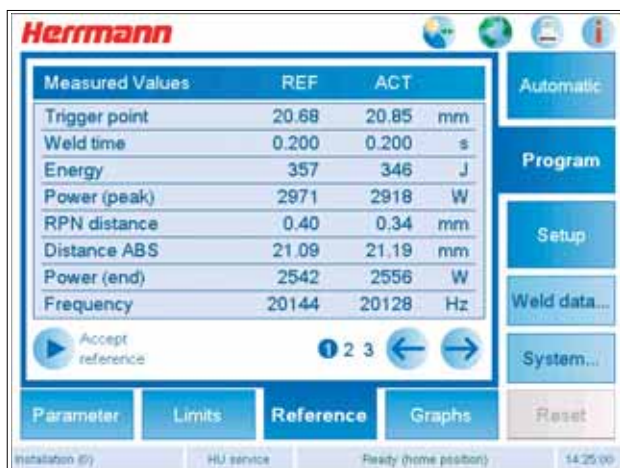 Herrmann
Measured Values REF ACT
Trigger point 20.68 20.85 mm
Weld time 0.200 0.200 s
Energy 357 346 J
Power (peak) 2971 2918 W
RPN distance 0.40 0.34 mm
Distance ABS 21.09 21.19 mm
Power (end) 2542 2556 W
Frequency 20144 20128 Hz
Accept
reference
1 2 3
Automatic
Program
Setup
Weld data...
System...
Parameter Limits Reference Graphs Reset
Installation (0) HU service Ready (home position) 14:25:00